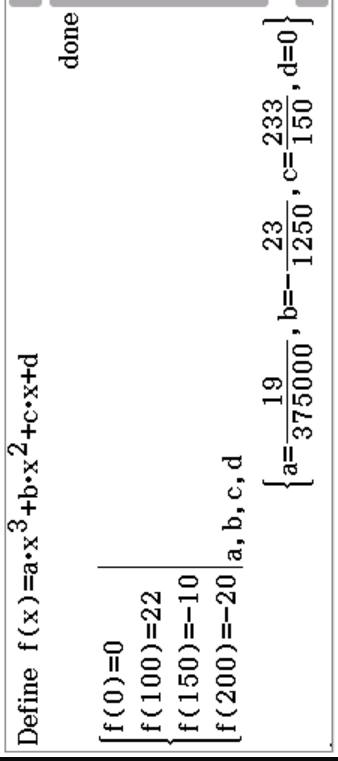 Define f(x)=a·x^3+b·x^2+c·x+d
done
{f(0)=0
f(100)=22
f(150)=-10
f(200)=-20|a,b,c,d
{a=19/375000, b=-23/1250, c=233/150, d=0}